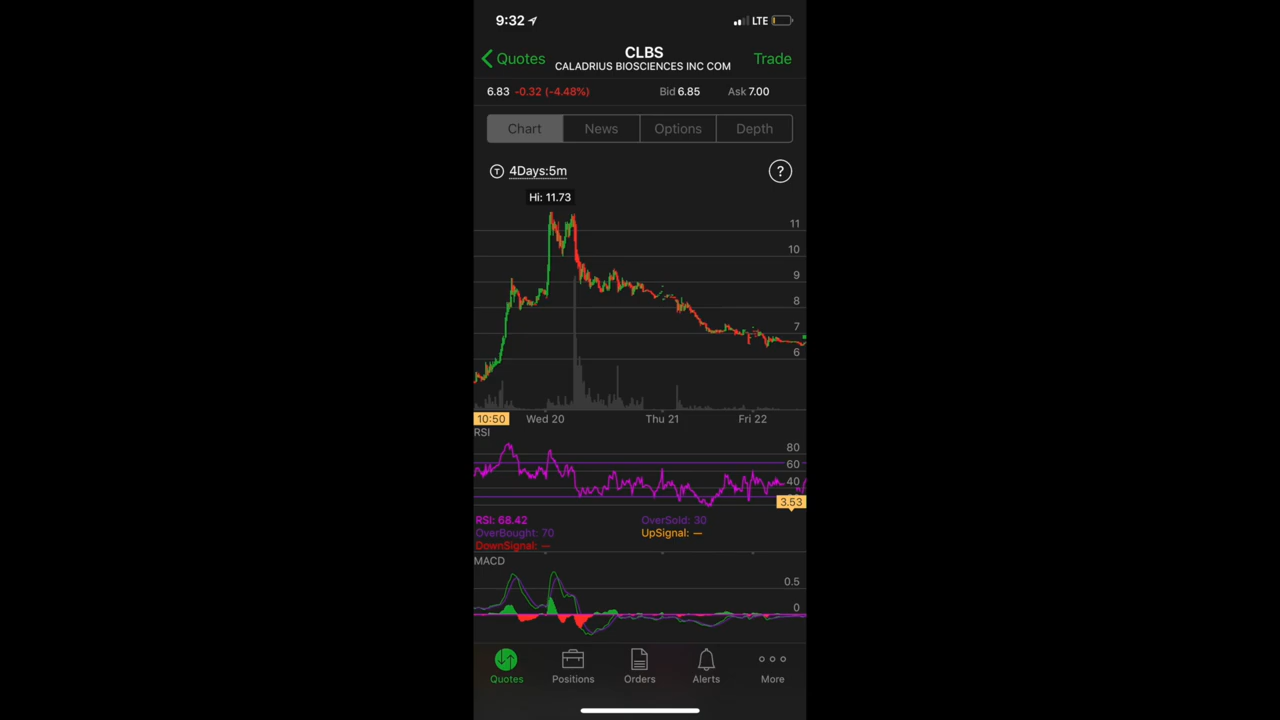 9:32 LTE
Quotes CLBS Trade
CALADRIUS BIOSCIENCES INC COM
6.83 -0.32 (-4.48%) Bid 6.85 Ask 7.00
Chart News Options Depth
T 4Days:5m ?
Hi: 11.73
11
10
9
8
7
6
10:50 Wed 20 Thu 21 Fri 22
RSI
80
60
40
3.53
RSI: 68.42 OverSold: 30
OverBought: 70 UpSignal: —
DownSignal: —
MACD
0.5
0
Quotes Positions Orders Alerts More